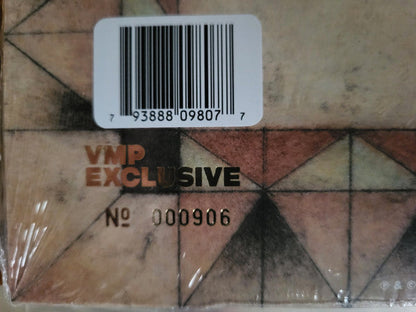 7 93888 09807 7
VMP
EXCLUSIVE
Nº 000906
℗ & ©